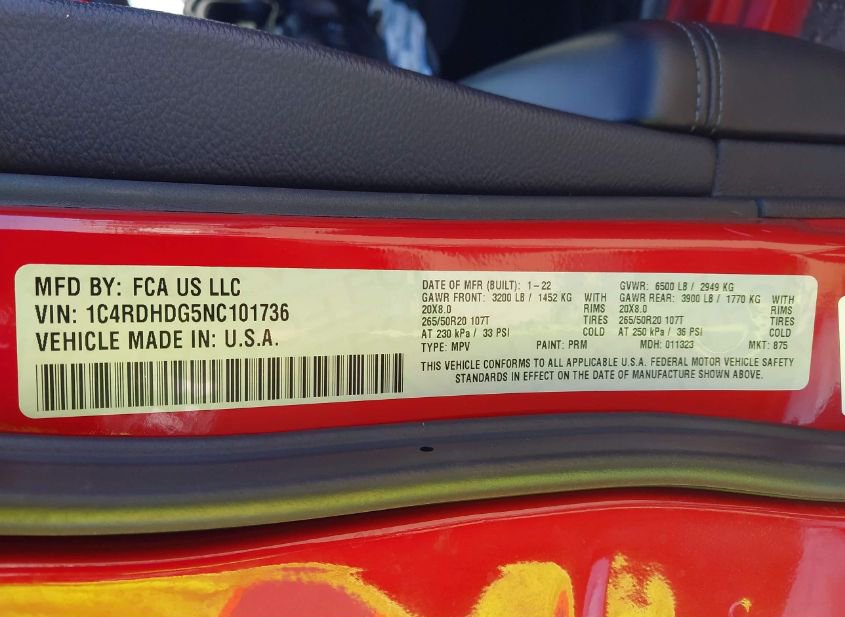 MFD BY: FCA US LLC
VIN: 1C4RDHDG5NC101736
VEHICLE MADE IN: U.S.A.
DATE OF MFR (BUILT): 1-22 GVWR: 6500 LB / 2949 KG
GAWR FRONT: 3200 LB / 1452 KG WITH GAWR REAR: 3900 LB / 1770 KG WITH
20X8.0 RIMS 20X8.0 RIMS
265/50R20 107T TIRES 265/50R20 107T TIRES
AT 230 kPa / 33 PSI COLD AT 250 kPa / 36 PSI COLD
TYPE: MPV PAINT: PRM MDH: 011323 MKT: 875
THIS VEHICLE CONFORMS TO ALL APPLICABLE U.S.A. FEDERAL MOTOR VEHICLE SAFETY
STANDARDS IN EFFECT ON THE DATE OF MANUFACTURE SHOWN ABOVE.